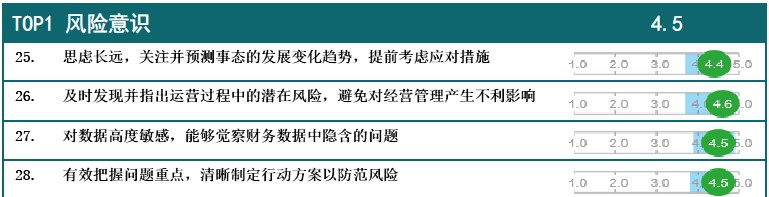 TOP1 风险意识 4.5
25. 思虑长远，关注并预测事态的发展变化趋势，提前考虑应对措施
1.0 2.0 3.0 4.4 5.0
26. 及时发现并指出运营过程中的潜在风险，避免对经营管理产生不利影响
1.0 2.0 3.0 4.6
27. 对数据高度敏感，能够觉察财务数据中隐含的问题
1.0 2.0 3.0 4.5 5.0
28. 有效把握问题重点，清晰制定行动方案以防范风险
1.0 2.0 3.0 4.5 5.0